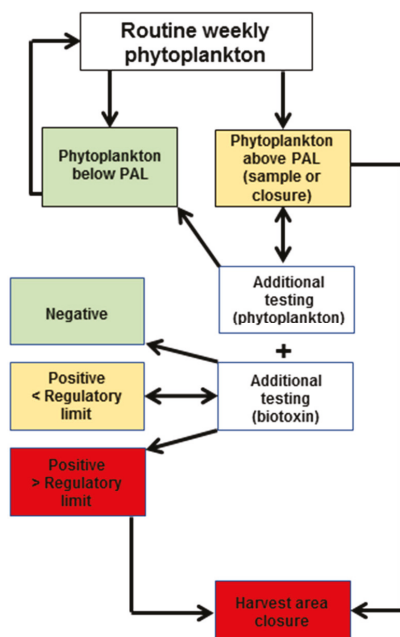 Routine weekly
phytoplankton
Phytoplankton
below PAL
Phytoplankton
above PAL
(sample or
closure)
Additional
testing
(phytoplankton)
+
Negative
Additional
testing
(biotoxin)
Positive
< Regulatory
limit
Positive
> Regulatory
limit
Harvest area
closure